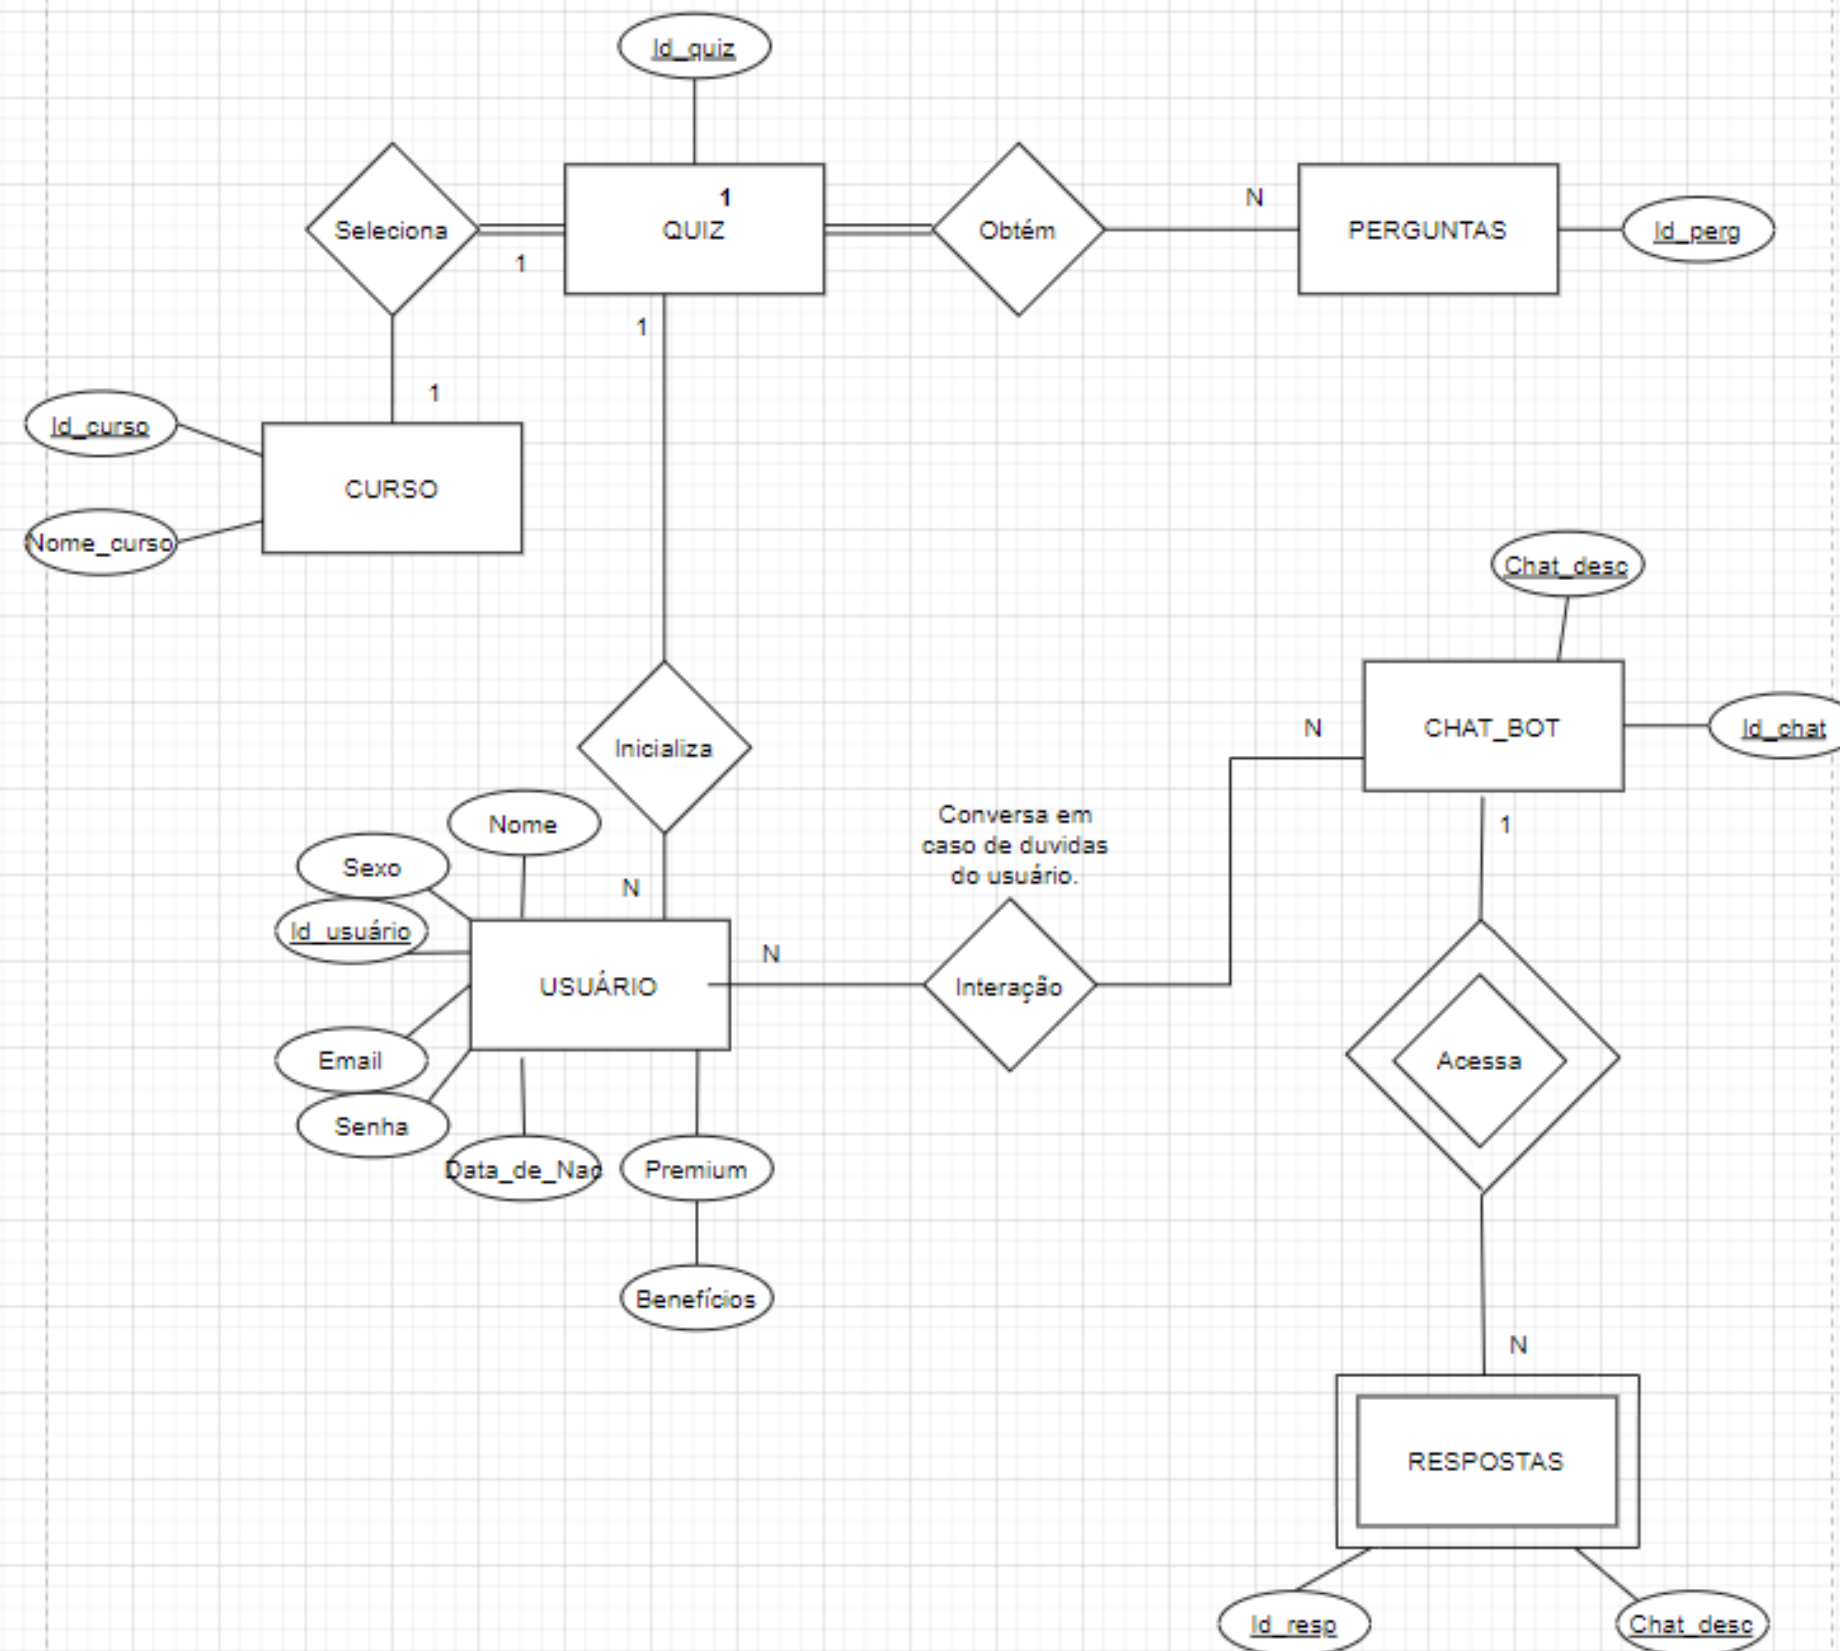 Id_quiz
1
N
Seleciona
QUIZ
Obtém
PERGUNTAS
Id_perg
1
1
1
Id_curso
CURSO
Nome_curso
Chat_desc
N
CHAT_BOT
Id_chat
Inicializa
Nome
Conversa em
caso de duvidas
do usuário.
1
Sexo
N
Id_usuário
N
USUÁRIO
Interação
Email
Acessa
Senha
Data_de_Nac
Premium
Benefícios
N
RESPOSTAS
Id_resp
Chat_desc